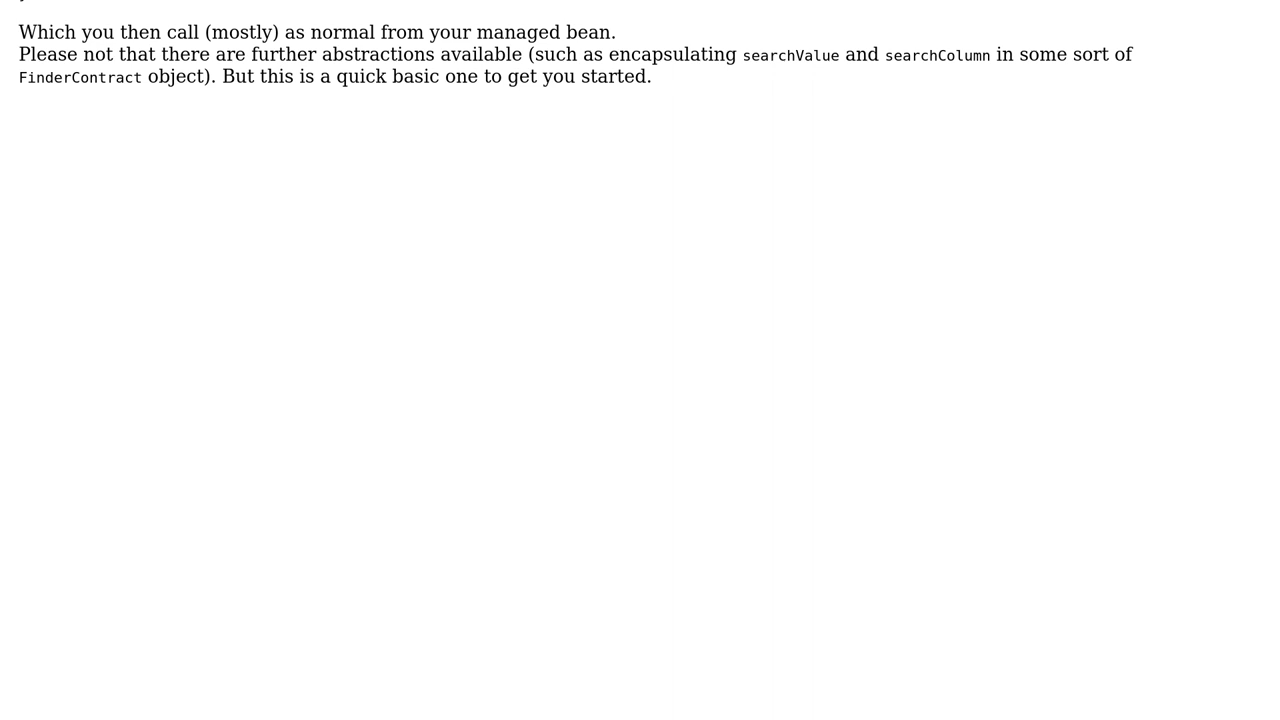 Which you then call (mostly) as normal from your managed bean.
Please not that there are further abstractions available (such as encapsulating searchValue and searchColumn in some sort of
FinderContract object). But this is a quick basic one to get you started.